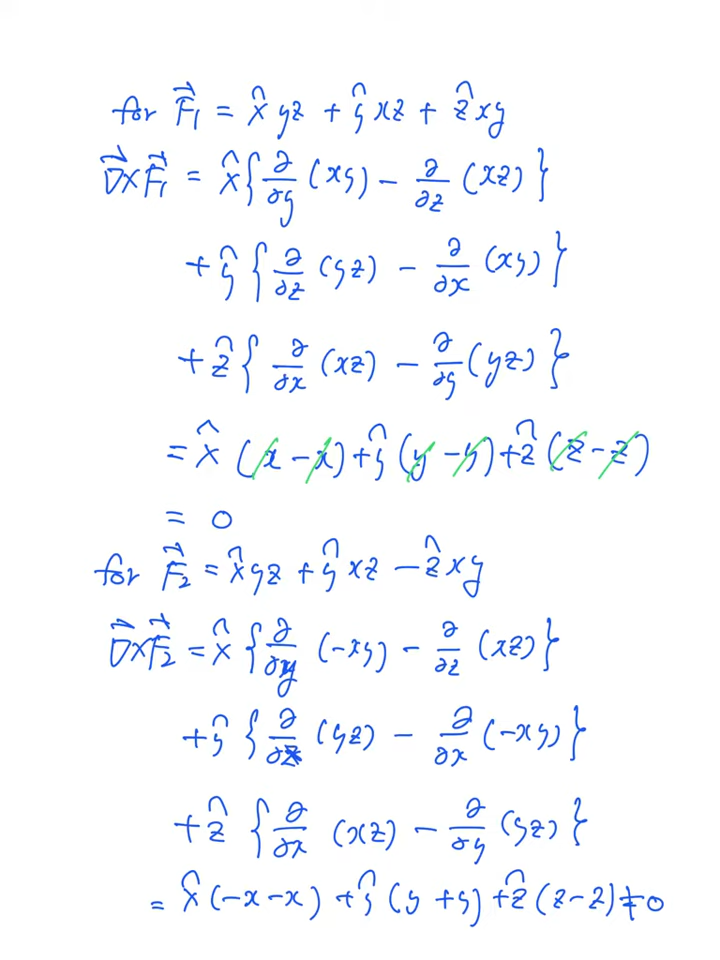 for F⃗₁ = x̂ yz + ŷ xz + ẑ xy
∇⃗×F⃗₁ = x̂{∂/∂y (xy) − ∂/∂z (xz)}
+ŷ{∂/∂z (yz) − ∂/∂x (xy)}
+ẑ{∂/∂x (xz) − ∂/∂y (yz)}
= x̂ (x − x) + ŷ (y − y) + ẑ (z − z)
= 0
for F⃗₂ = x̂yz + ŷ xz − ẑxy
∇⃗×F⃗₂ = x̂{∂/∂y (−xy) − ∂/∂z (xz)}
+ŷ{∂/∂z (yz) − ∂/∂x (−xy)}
+ẑ{∂/∂x (xz) − ∂/∂y (yz)}
= x̂(−x−x) + ŷ(y+y) + ẑ(z−z) ≠ 0